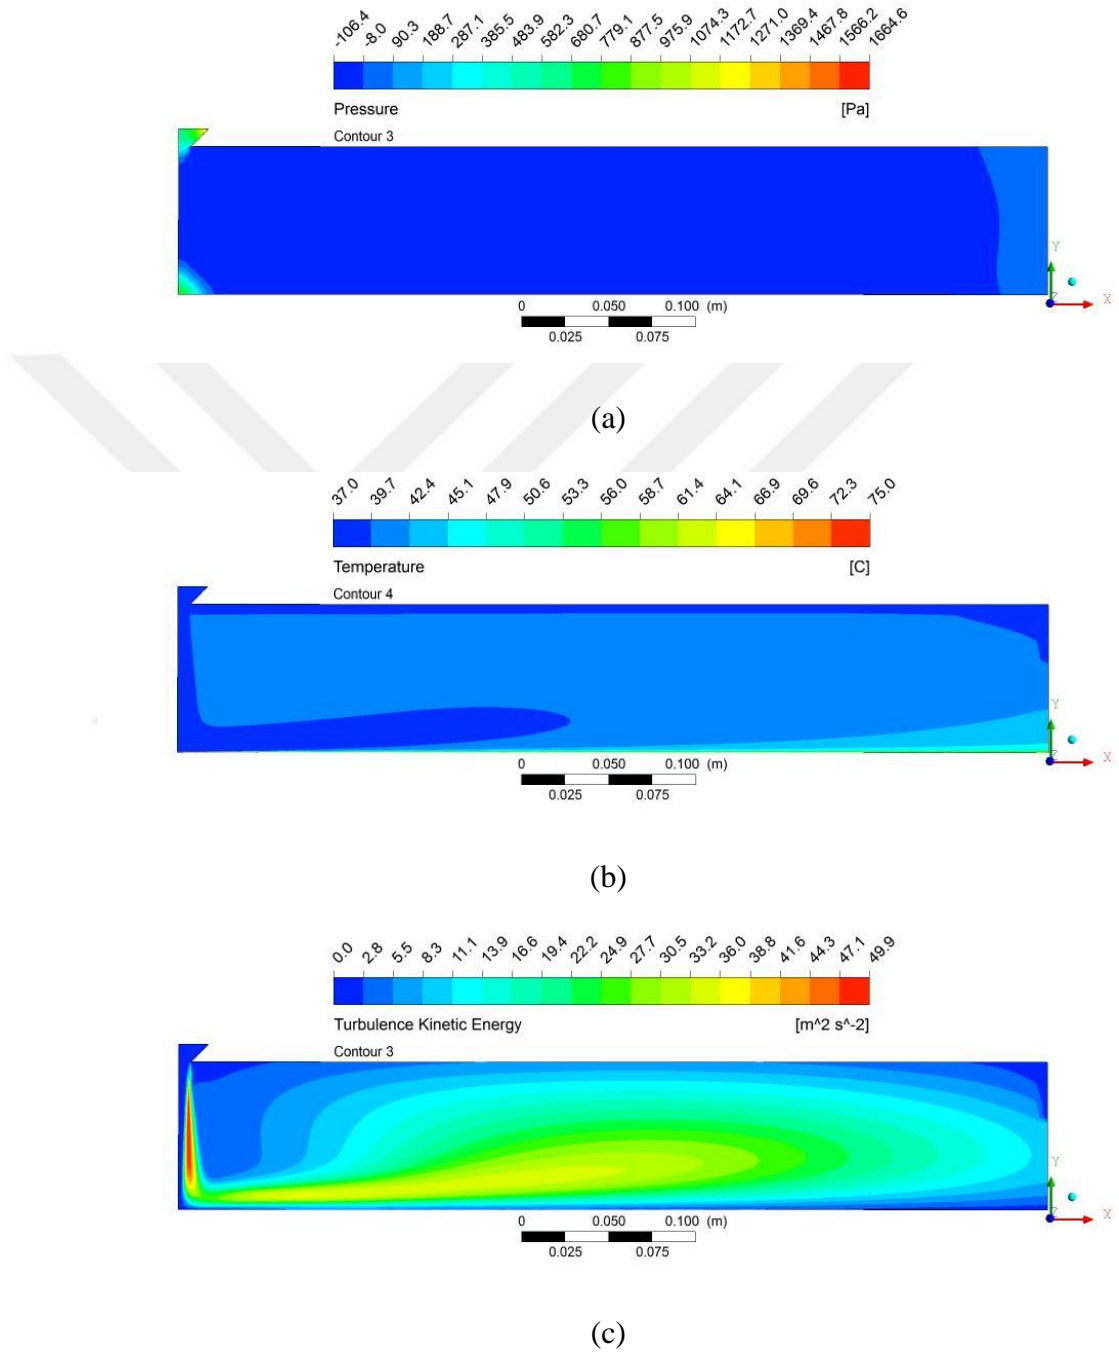 -106.4 -8.0 90.3 188.7 287.1 385.5 483.9 582.3 680.7 779.1 877.5 975.9 1074.3 1172.7 1271.0 1369.4 1467.8 1566.2 1664.6
Pressure [Pa]
Contour 3
Y
Z X
0 0.050 0.100 (m)
0.025 0.075
(a)
37.0 39.7 42.4 45.1 47.9 50.6 53.3 56.0 58.7 61.4 64.1 66.9 69.6 72.3 75.0
Temperature [C]
Contour 4
Y
Z X
0 0.050 0.100 (m)
0.025 0.075
(b)
0.0 2.8 5.5 8.3 11.1 13.9 16.6 19.4 22.2 24.9 27.7 30.5 33.2 36.0 38.8 41.6 44.3 47.1 49.9
Turbulence Kinetic Energy [m^2 s^-2]
Contour 3
Y
Z X
0 0.050 0.100 (m)
0.025 0.075
(c)